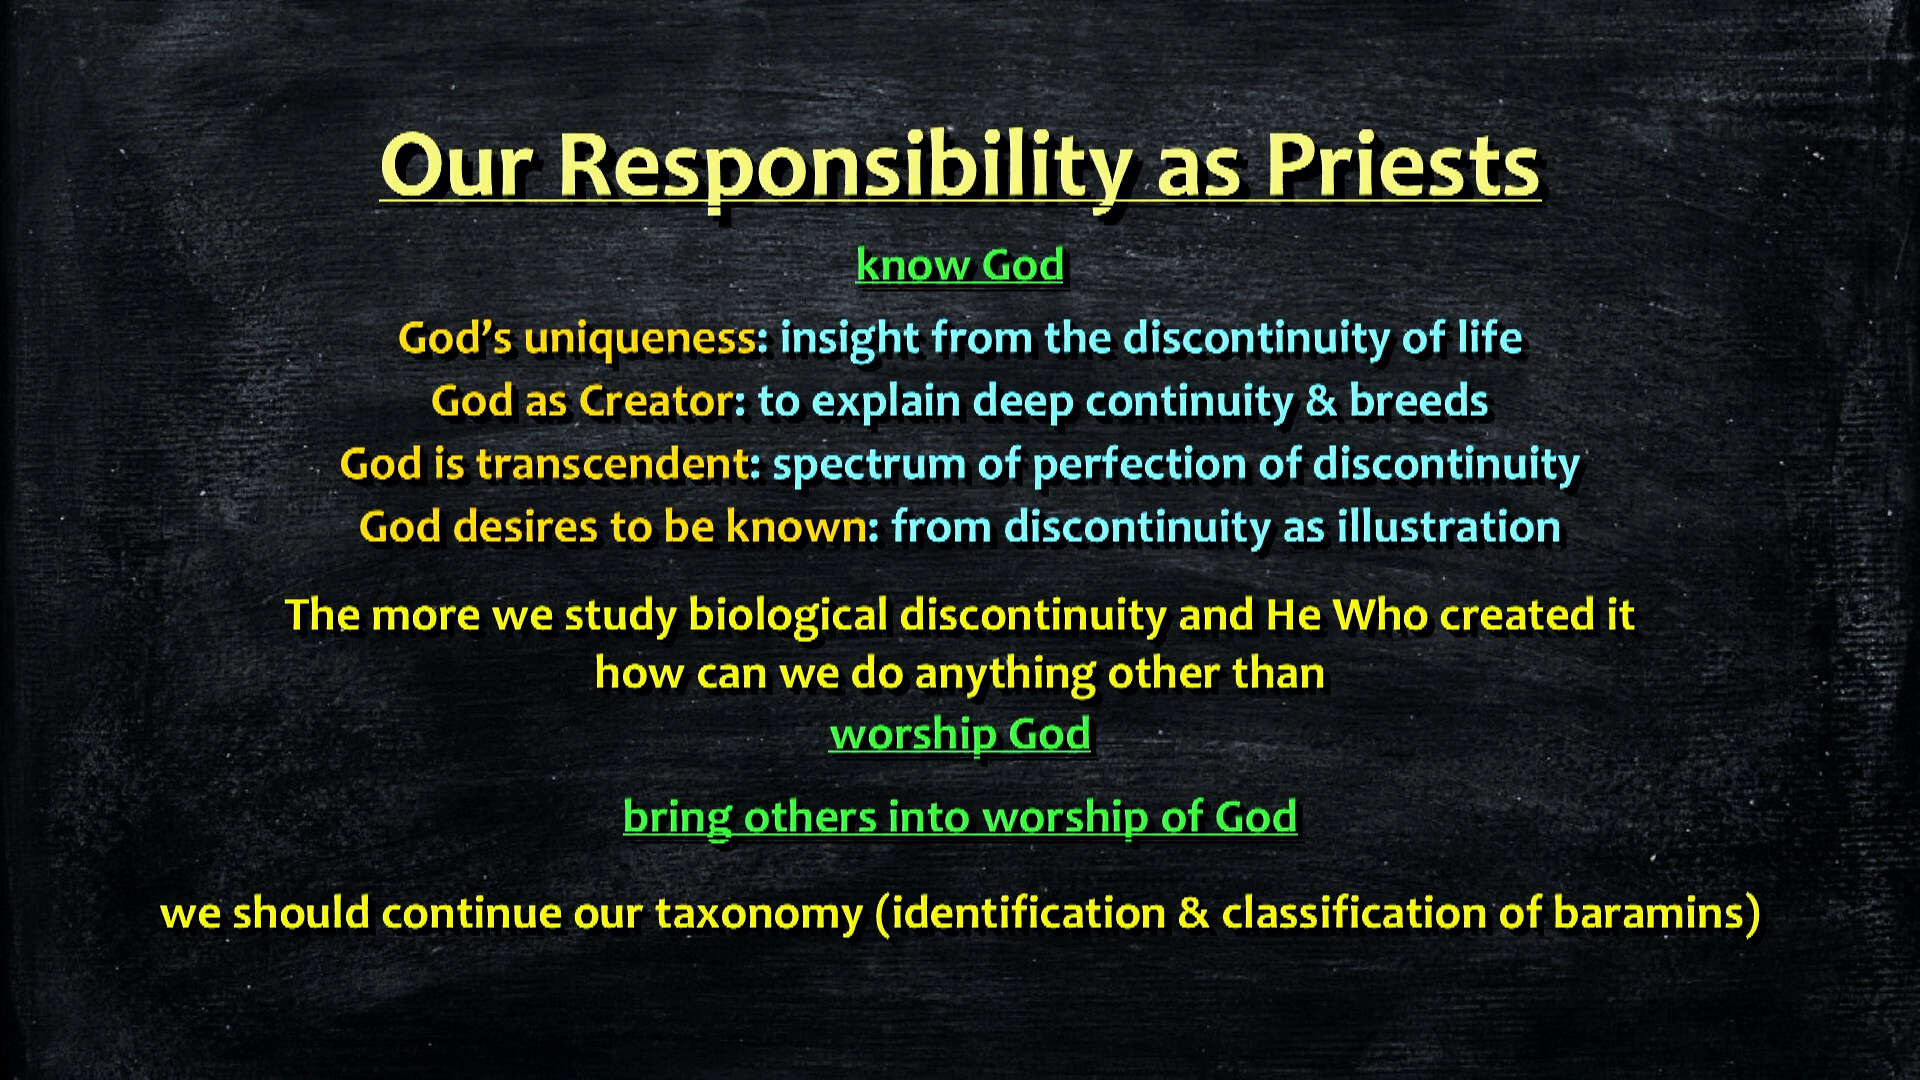 Our Responsibility as Priests
know God
God’s uniqueness: insight from the discontinuity of life
God as Creator: to explain deep continuity & breeds
God is transcendent: spectrum of perfection of discontinuity
God desires to be known: from discontinuity as illustration
The more we study biological discontinuity and He Who created it
how can we do anything other than
worship God
bring others into worship of God
we should continue our taxonomy (identification & classification of baramins)